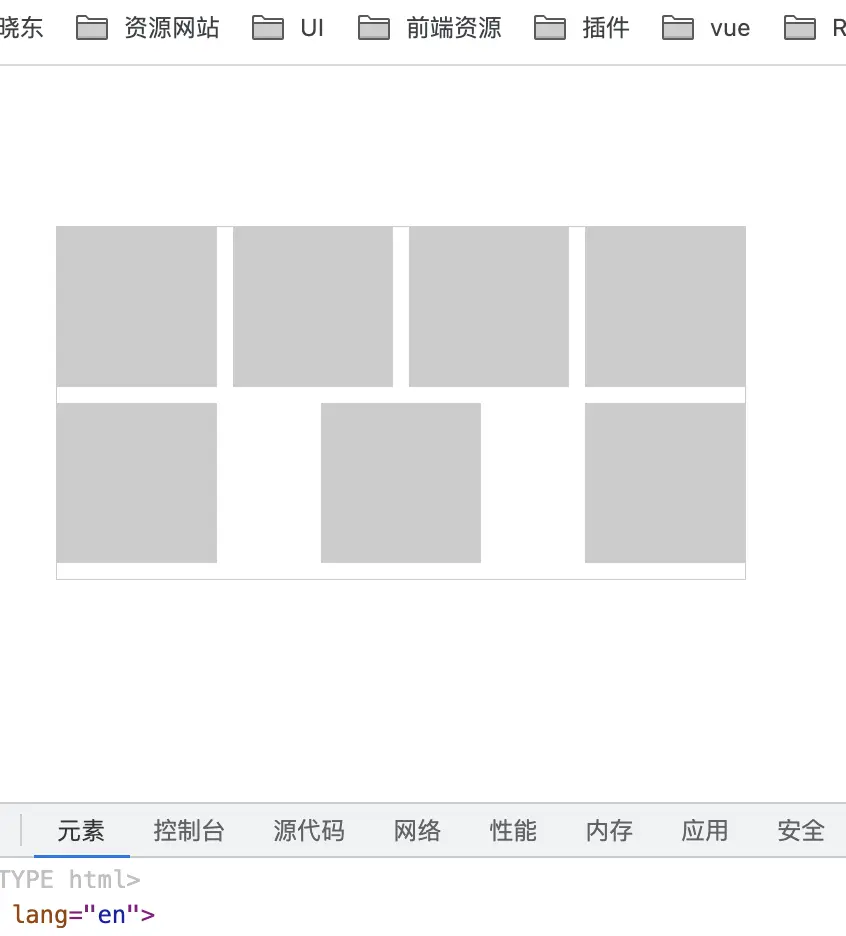 晓东 资源网站 UI 前端资源 插件 vue R
元素 控制台 源代码 网络 性能 内存 应用 安全
TYPE html>
lang="en">